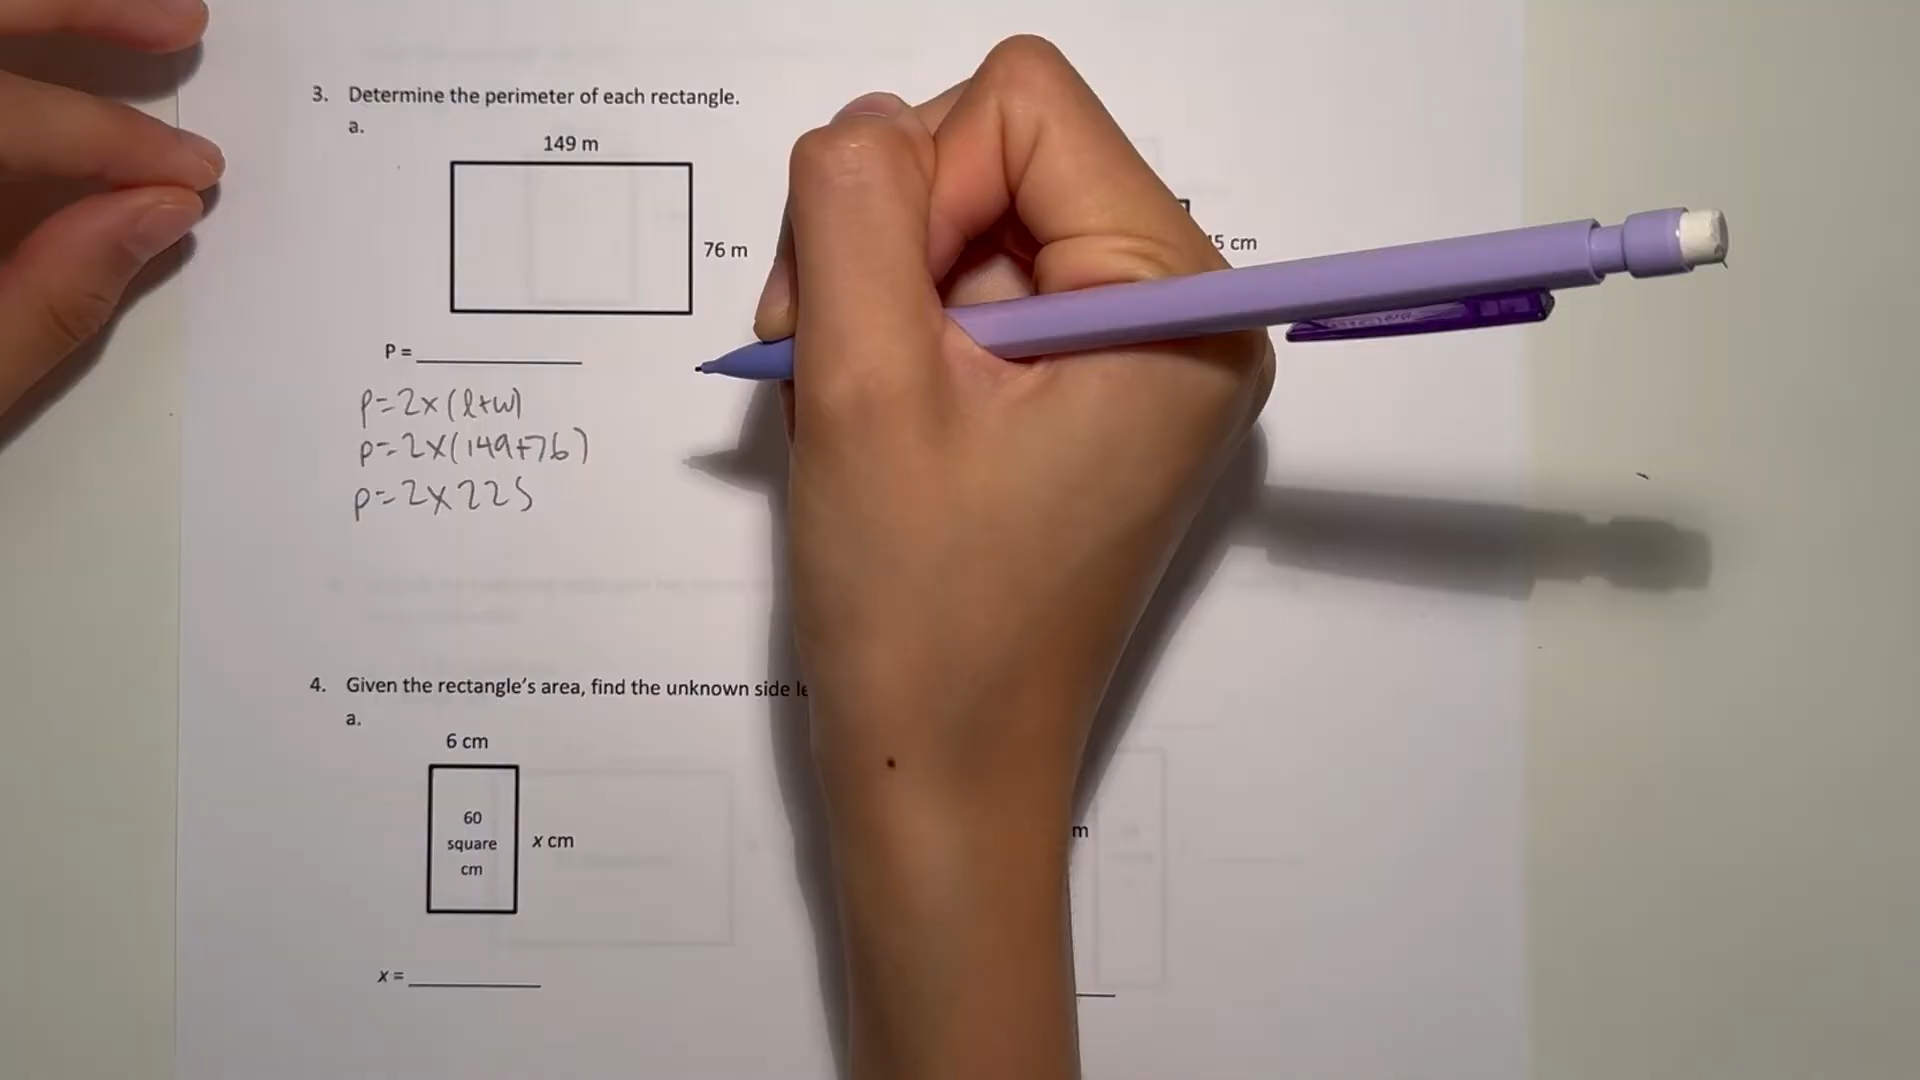 3. Determine the perimeter of each rectangle.
a.
149 m
76 m
5 cm
P =
P=2x(l+w)
P=2x(149+76)
P=2x225
4. Given the rectangle's area, find the unknown side
a.
6 cm
60
square
cm
x cm
m
x =